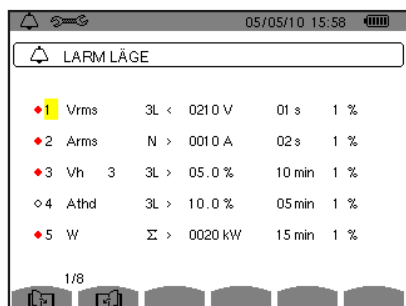 05/05/10 15:58
LARM LÄGE
1 Vrms 3L < 0210 V 01 s 1 %
2 Arms N > 0010 A 02 s 1 %
3 Vh 3 3L > 05.0 % 10 min 1 %
4 Athd 3L > 10.0 % 05 min 1 %
5 W Σ > 0020 kW 15 min 1 %
1/8